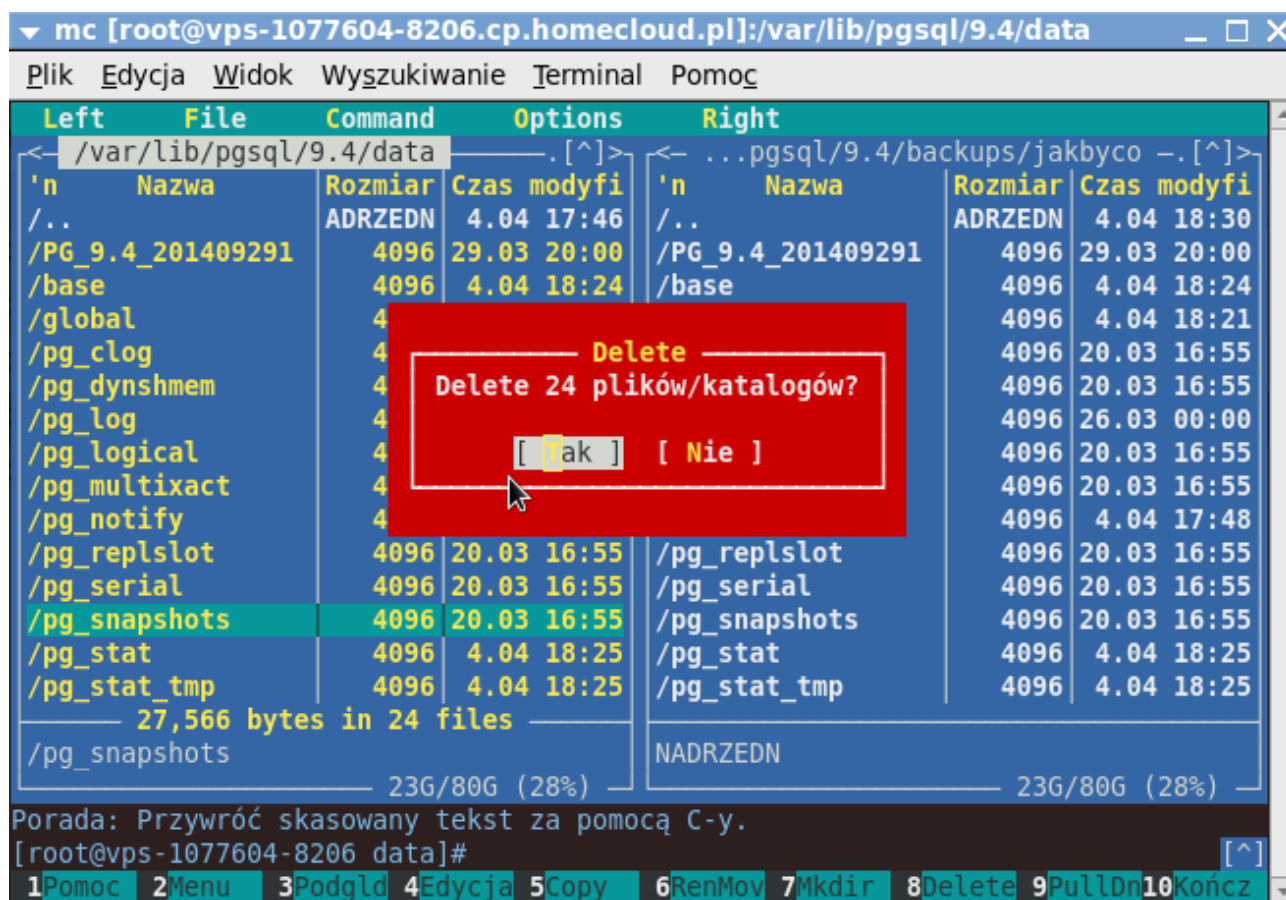 mc [root@vps-1077604-8206.cp.homecloud.pl]:/var/lib/pgsql/9.4/data
Plik Edycja Widok Wyszukiwanie Terminal Pomoc
Left File Command Options Right
<— /var/lib/pgsql/9.4/data .[^]> <— ...pgsql/9.4/backups/jakbyco —.[^]>
'n Nazwa Rozmiar Czas modyfi 'n Nazwa Rozmiar Czas modyfi
/.. ADRZEDN 4.04 17:46 /.. ADRZEDN 4.04 18:30
/PG_9.4_201409291 4096 29.03 20:00 /PG_9.4_201409291 4096 29.03 20:00
/base 4096 4.04 18:24 /base 4096 4.04 18:24
/global 4 4096 4.04 18:21
/pg_clog 4 Delete 4096 20.03 16:55
/pg_dynshmem 4 Delete 24 plików/katalogów? 4096 20.03 16:55
/pg_log 4 4096 26.03 00:00
/pg_logical 4 [ Tak ] [ Nie ] 4096 20.03 16:55
/pg_multixact 4 4096 20.03 16:55
/pg_notify 4 4096 4.04 17:48
/pg_replslot 4096 20.03 16:55 /pg_replslot 4096 20.03 16:55
/pg_serial 4096 20.03 16:55 /pg_serial 4096 20.03 16:55
/pg_snapshots 4096 20.03 16:55 /pg_snapshots 4096 20.03 16:55
/pg_stat 4096 4.04 18:25 /pg_stat 4096 4.04 18:25
/pg_stat_tmp 4096 4.04 18:25 /pg_stat_tmp 4096 4.04 18:25
27,566 bytes in 24 files
/pg_snapshots NADRZEDN
23G/80G (28%) 23G/80G (28%)
Porada: Przywróć skasowany tekst za pomocą C-y.
[root@vps-1077604-8206 data]# [^]
1Pomoc 2Menu 3Podgld 4Edycja 5Copy 6RenMov 7Mkdir 8Delete 9PullDn 10Kończ